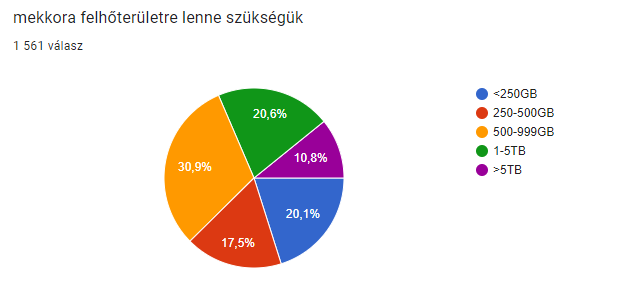 mekkora felhőterületre lenne szükségük
1 561 válasz
<250GB
250-500GB
500-999GB
1-5TB
>5TB
20,6%
10,8%
30,9%
20,1%
17,5%